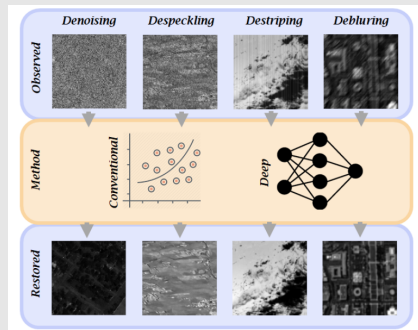 Denoising Despeckling Destriping Debluring
Observed
Method
Conventional
Deep
Restored